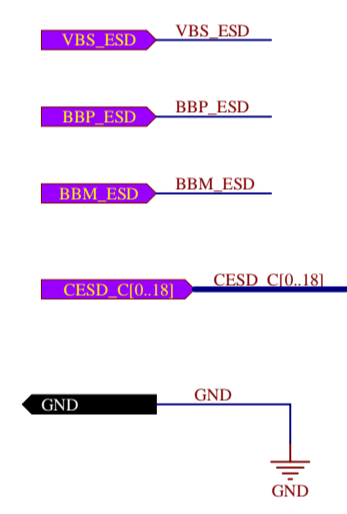 VBS_ESD VBS_ESD
BBP_ESD BBP_ESD
BBM_ESD BBM_ESD
CESD_C[0..18] CESD_C[0..18]
GND GND
GND